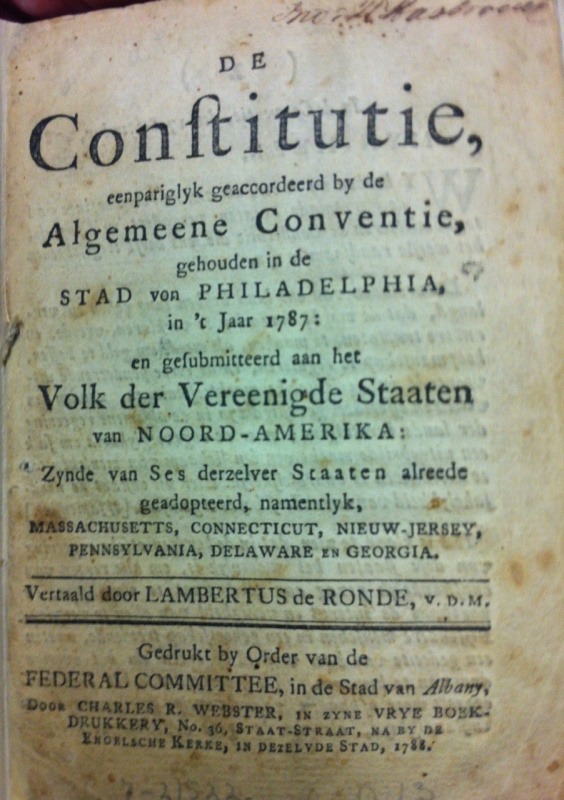 DE
Conſtitutie,
eenpariglyk geaccordeerd by de
Algemeene Conventie,
gehouden in de
STAD von PHILADELPHIA,
in 't Jaar 1787:
en geſubmitteerd aan het
Volk der Vereenigde Staaten
van NOORD-AMERIKA:
Zynde van Ses derzelver Staaten alreede
geadopteerd, namentlyk,
MASSACHUSETTS, CONNECTICUT, NIEUW-JERSEY,
PENNSYLVANIA, DELAWARE EN GEORGIA.
Vertaald door LAMBERTUS de RONDE, V. D. M.
Gedrukt by Order van de
FEDERAL COMMITTEE, in de Stad van Albany,
DOOR CHARLES R. WEBSTER, IN ZYNE VRYE BOEK-
DRUKKERY, No. 36, STAAT-STRAAT, NA BY DE
ENGELSCHE KERKE, IN DEZELVDE STAD, 1788.